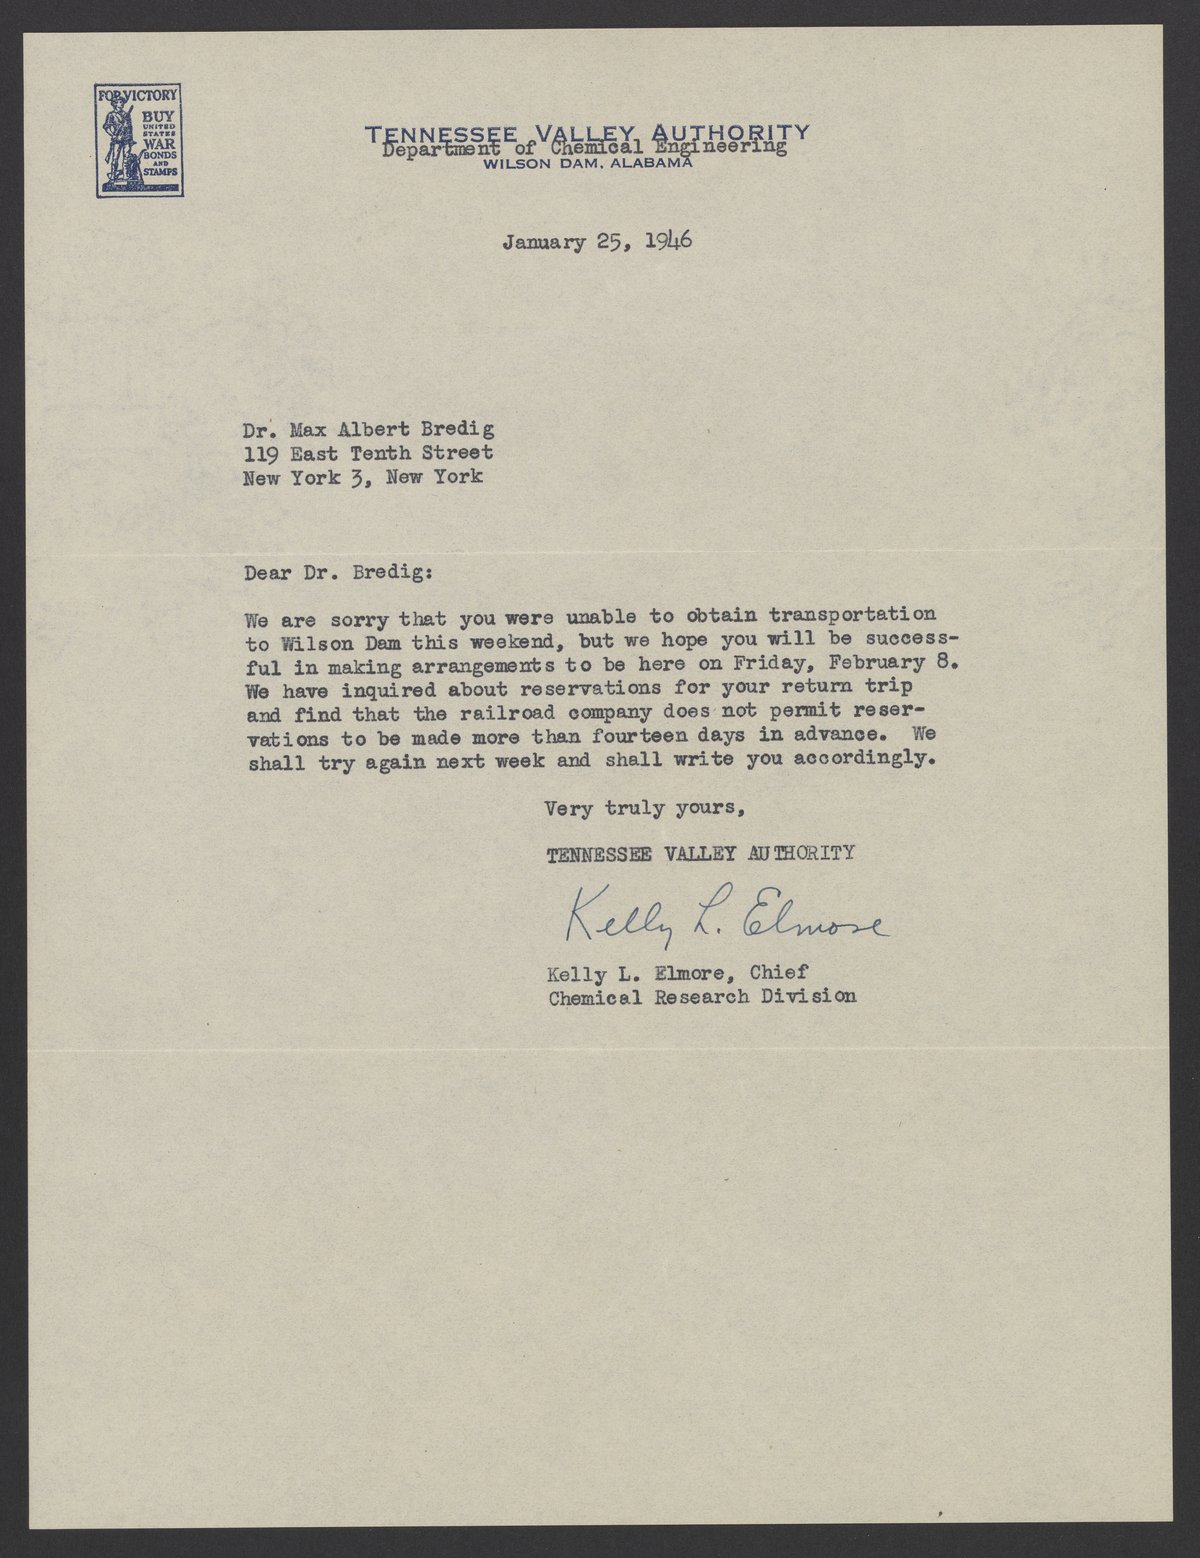 FOR VICTORY
BUY
UNITED
STATES
WAR
BONDS
AND
STAMPS
TENNESSEE VALLEY AUTHORITY
Department of Chemical Engineering
WILSON DAM, ALABAMA
January 25, 1946
Dr. Max Albert Bredig
119 East Tenth Street
New York 3, New York
Dear Dr. Bredig:
We are sorry that you were unable to obtain transportation
to Wilson Dam this weekend, but we hope you will be success-
ful in making arrangements to be here on Friday, February 8.
We have inquired about reservations for your return trip
and find that the railroad company does not permit reser-
vations to be made more than fourteen days in advance. We
shall try again next week and shall write you accordingly.
Very truly yours,
TENNESSEE VALLEY AUTHORITY
Kelly L. Elmore
Kelly L. Elmore, Chief
Chemical Research Division